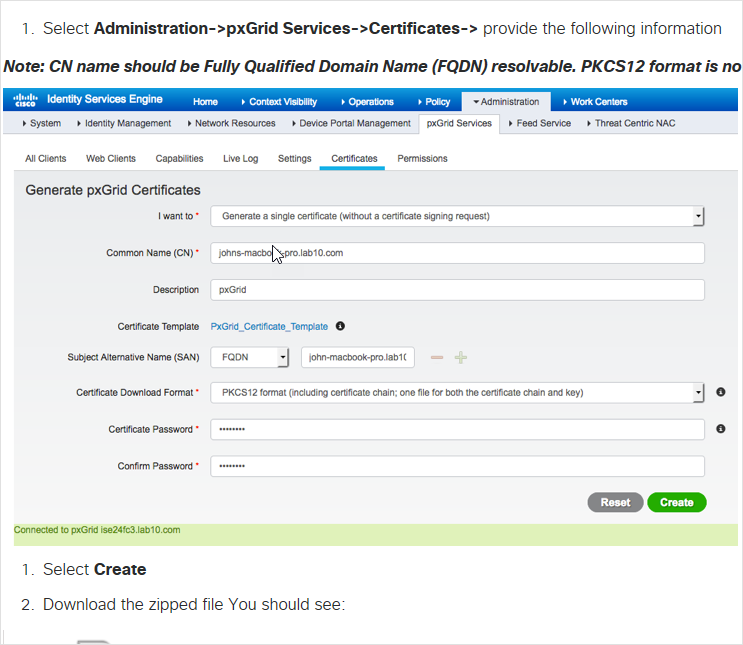 1. Select Administration->pxGrid Services->Certificates-> provide the following information
Note: CN name should be Fully Qualified Domain Name (FQDN) resolvable. PKCS12 format is no
CISCO Identity Services Engine Home Context Visibility Operations Policy Administration Work Centers
System Identity Management Network Resources Device Portal Management pxGrid Services Feed Service Threat Centric NAC
All Clients Web Clients Capabilities Live Log Settings Certificates Permissions
Generate pxGrid Certificates
I want to * Generate a single certificate (without a certificate signing request)
Common Name (CN) * johns-macbook-pro.lab10.com
Description pxGrid
Certificate Template PxGrid_Certificate_Template
Subject Alternative Name (SAN) FQDN john-macbook-pro.lab10
Certificate Download Format * PKCS12 format (including certificate chain; one file for both the certificate chain and key)
Certificate Password * ••••••••
Confirm Password * ••••••••
Reset Create
Connected to pxGrid ise24fc3.lab10.com
1. Select Create
2. Download the zipped file You should see: